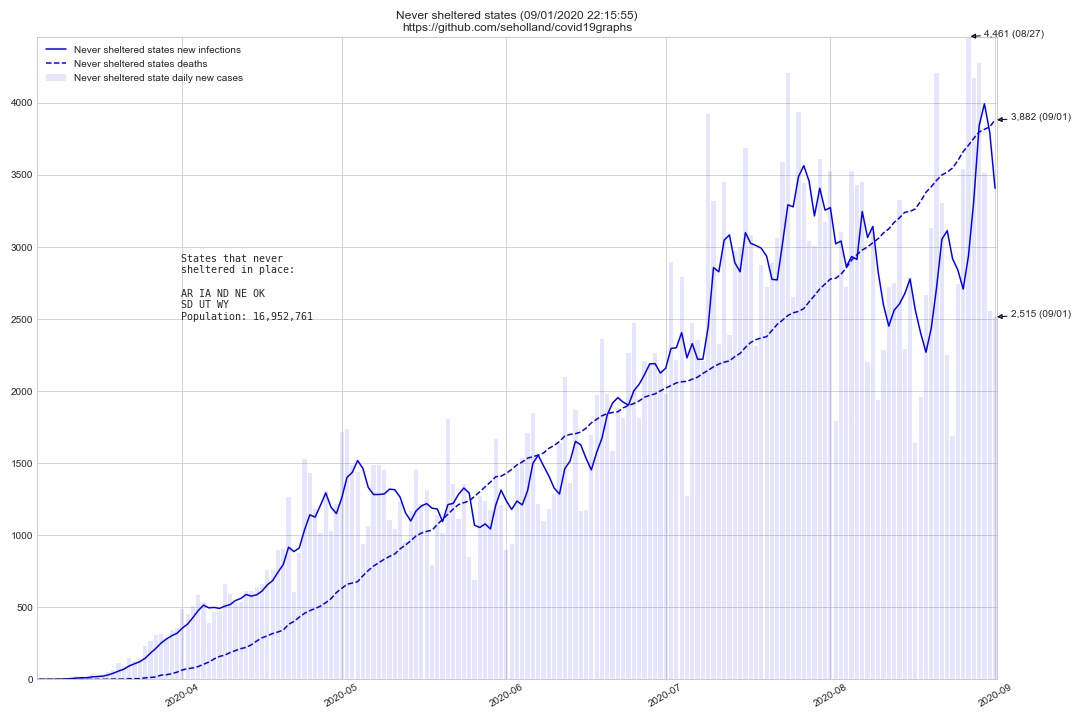 Never sheltered states (09/01/2020 22:15:55)
https://github.com/seholland/covid19graphs
4,461 (08/27)
Never sheltered states new infections
Never sheltered states deaths
Never sheltered state daily new cases
4000
3,882 (09/01)
3500
3000
States that never
sheltered in place:
AR IA ND NE OK
SD UT WY
Population: 16,952,761
2500
2,515 (09/01)
2000
1500
1000
500
0
2020-04
2020-05
2020-06
2020-07
2020-08
2020-09